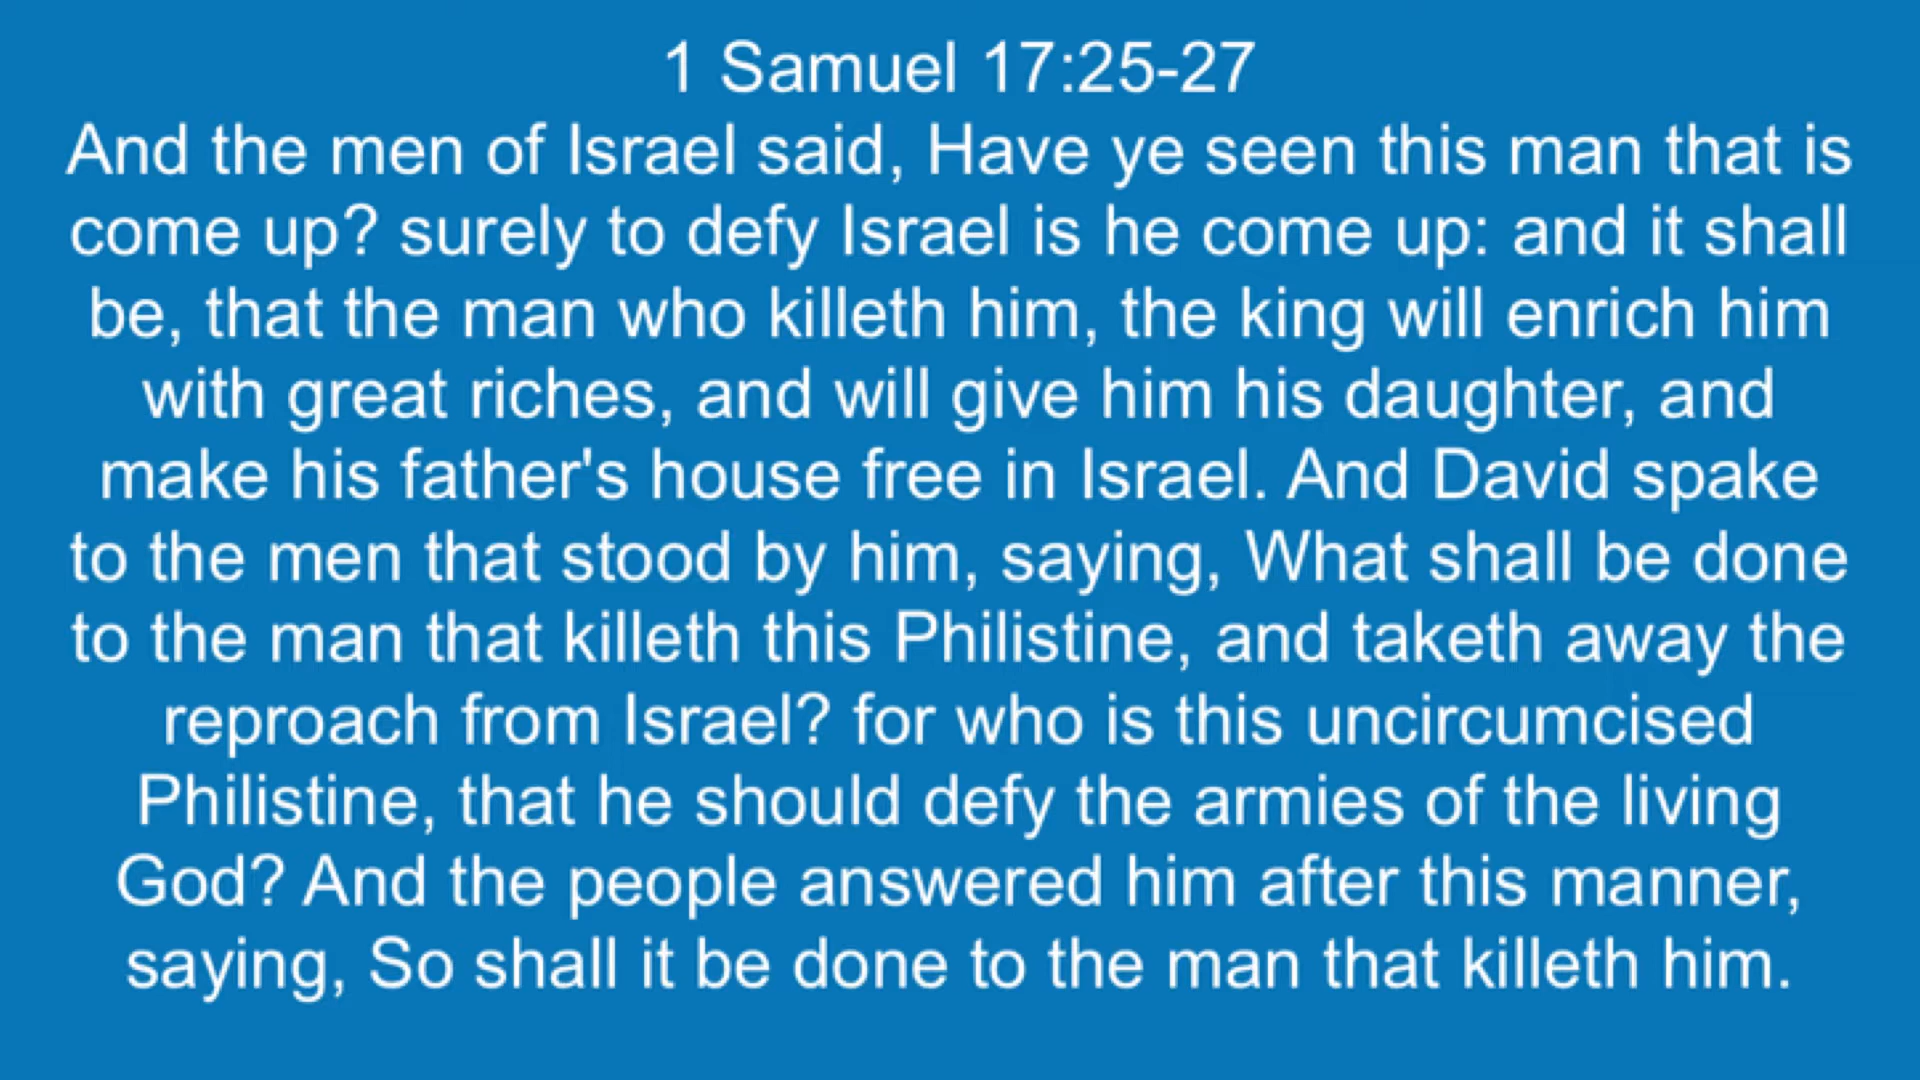 1 Samuel 17:25-27
And the men of Israel said, Have ye seen this man that is
come up? surely to defy Israel is he come up: and it shall
be, that the man who killeth him, the king will enrich him
with great riches, and will give him his daughter, and
make his father's house free in Israel. And David spake
to the men that stood by him, saying, What shall be done
to the man that killeth this Philistine, and taketh away the
reproach from Israel? for who is this uncircumcised
Philistine, that he should defy the armies of the living
God? And the people answered him after this manner,
saying, So shall it be done to the man that killeth him.